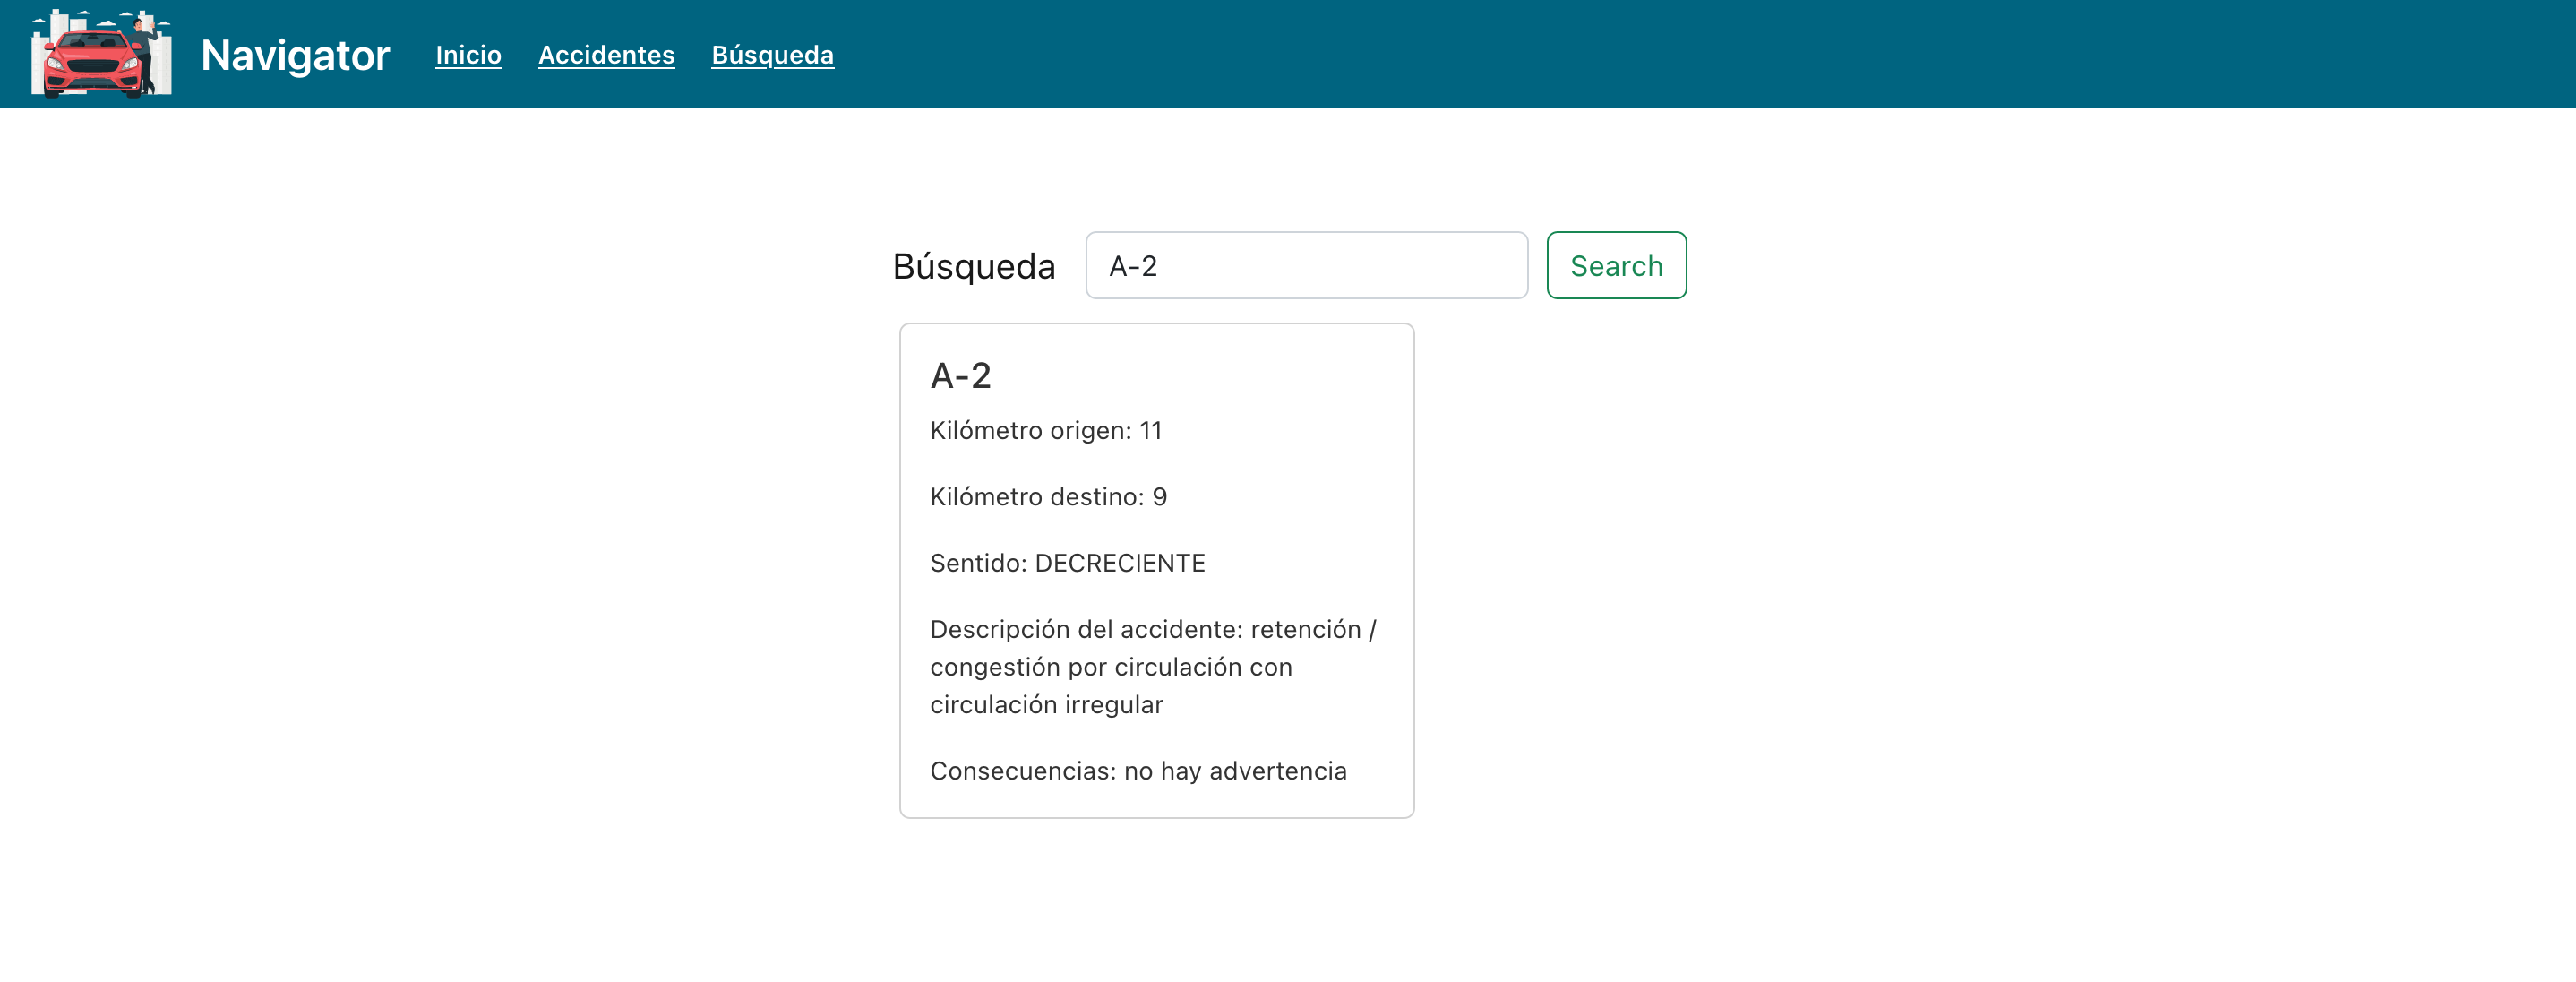 Navigator Inicio Accidentes Búsqueda
Búsqueda A-2 Search
A-2
Kilómetro origen: 11
Kilómetro destino: 9
Sentido: DECRECIENTE
Descripción del accidente: retención /
congestión por circulación con
circulación irregular
Consecuencias: no hay advertencia